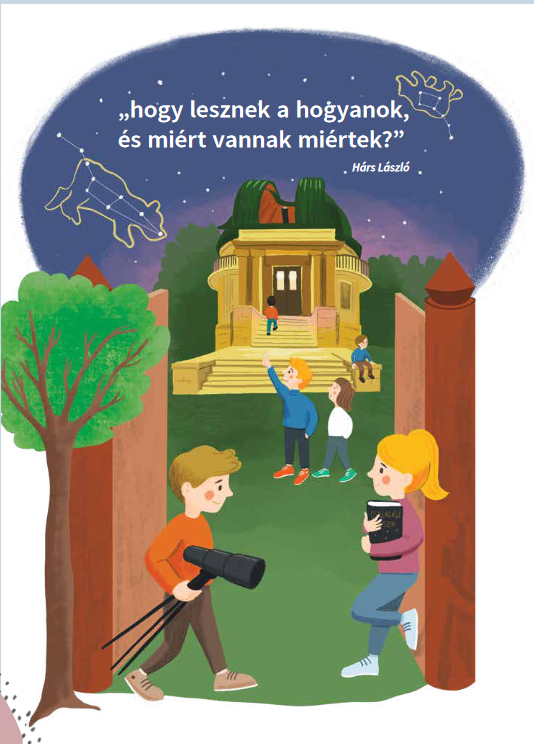 „hogy lesznek a hogyanok,
és miért vannak miértek?”
Hárs László